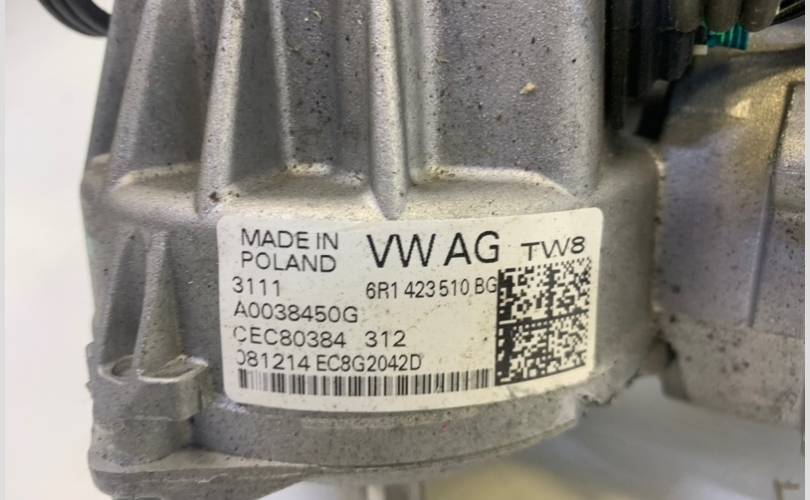 MADE IN POLAND VW AG TW8
3111 6R1 423 510 BG
A0038450G
CEC80384 312
081214 EC8G2042D